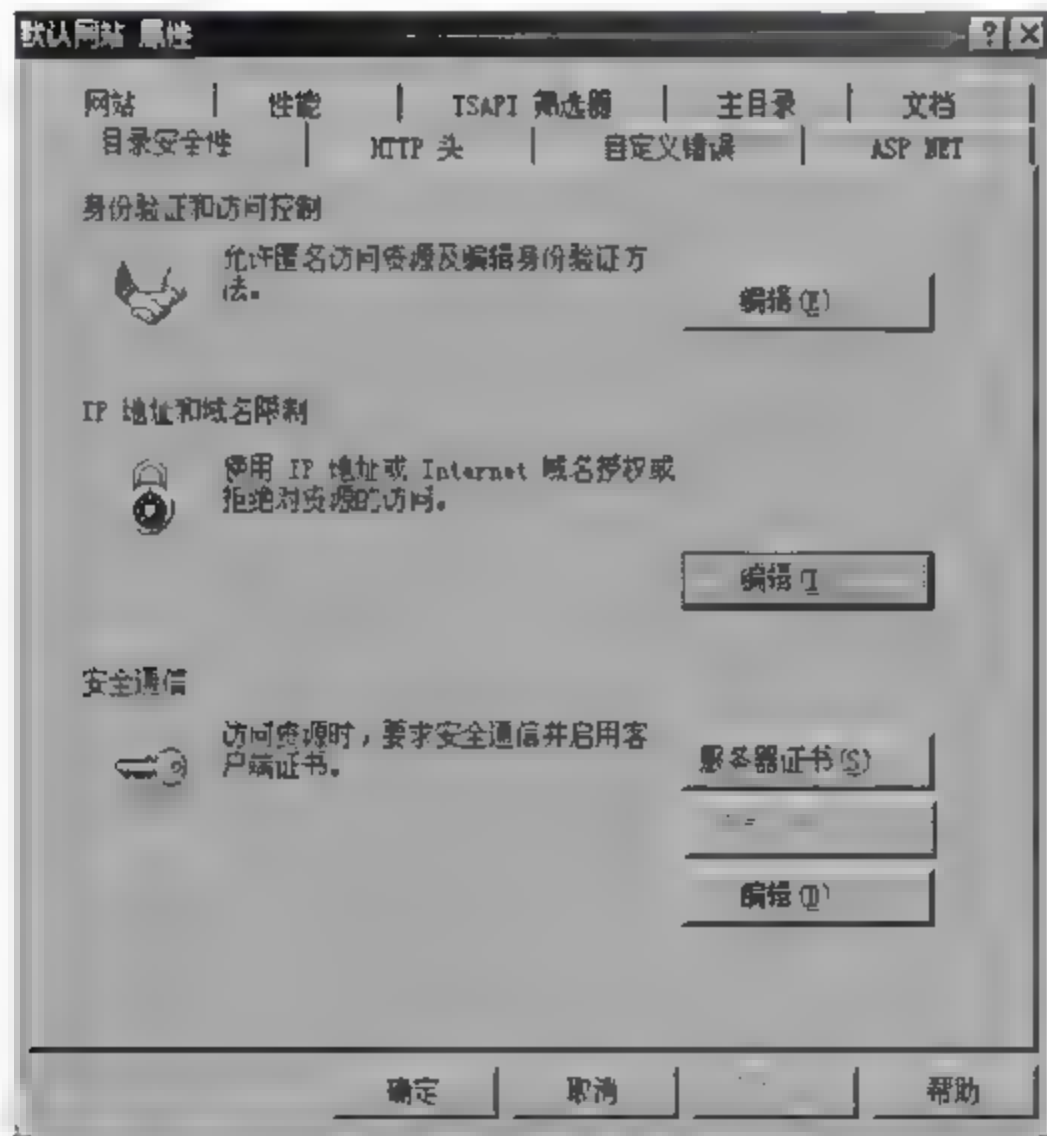 默认网站 属性
网站 性能 ISAPI 筛选器 主目录 文档
目录安全性 HTTP 头 自定义错误 ASP.NET
身份验证和访问控制
允许匿名访问资源及编辑身份验证方
法。
编辑(E)
IP 地址和域名限制
使用 IP 地址或 Internet 域名授权或
拒绝对资源的访问。
编辑(I
安全通信
访问资源时，要求安全通信并启用客
户端证书。
服务器证书(S)
编辑(D)
确定 取消 帮助